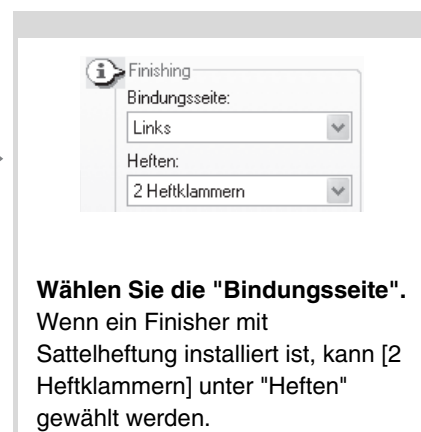 Finishing
Bindungsseite:
Links
Heften:
2 Heftklammern
Wählen Sie die "Bindungsseite".
Wenn ein Finisher mit
Sattelheftung installiert ist, kann [2
Heftklammern] unter "Heften"
gewählt werden.